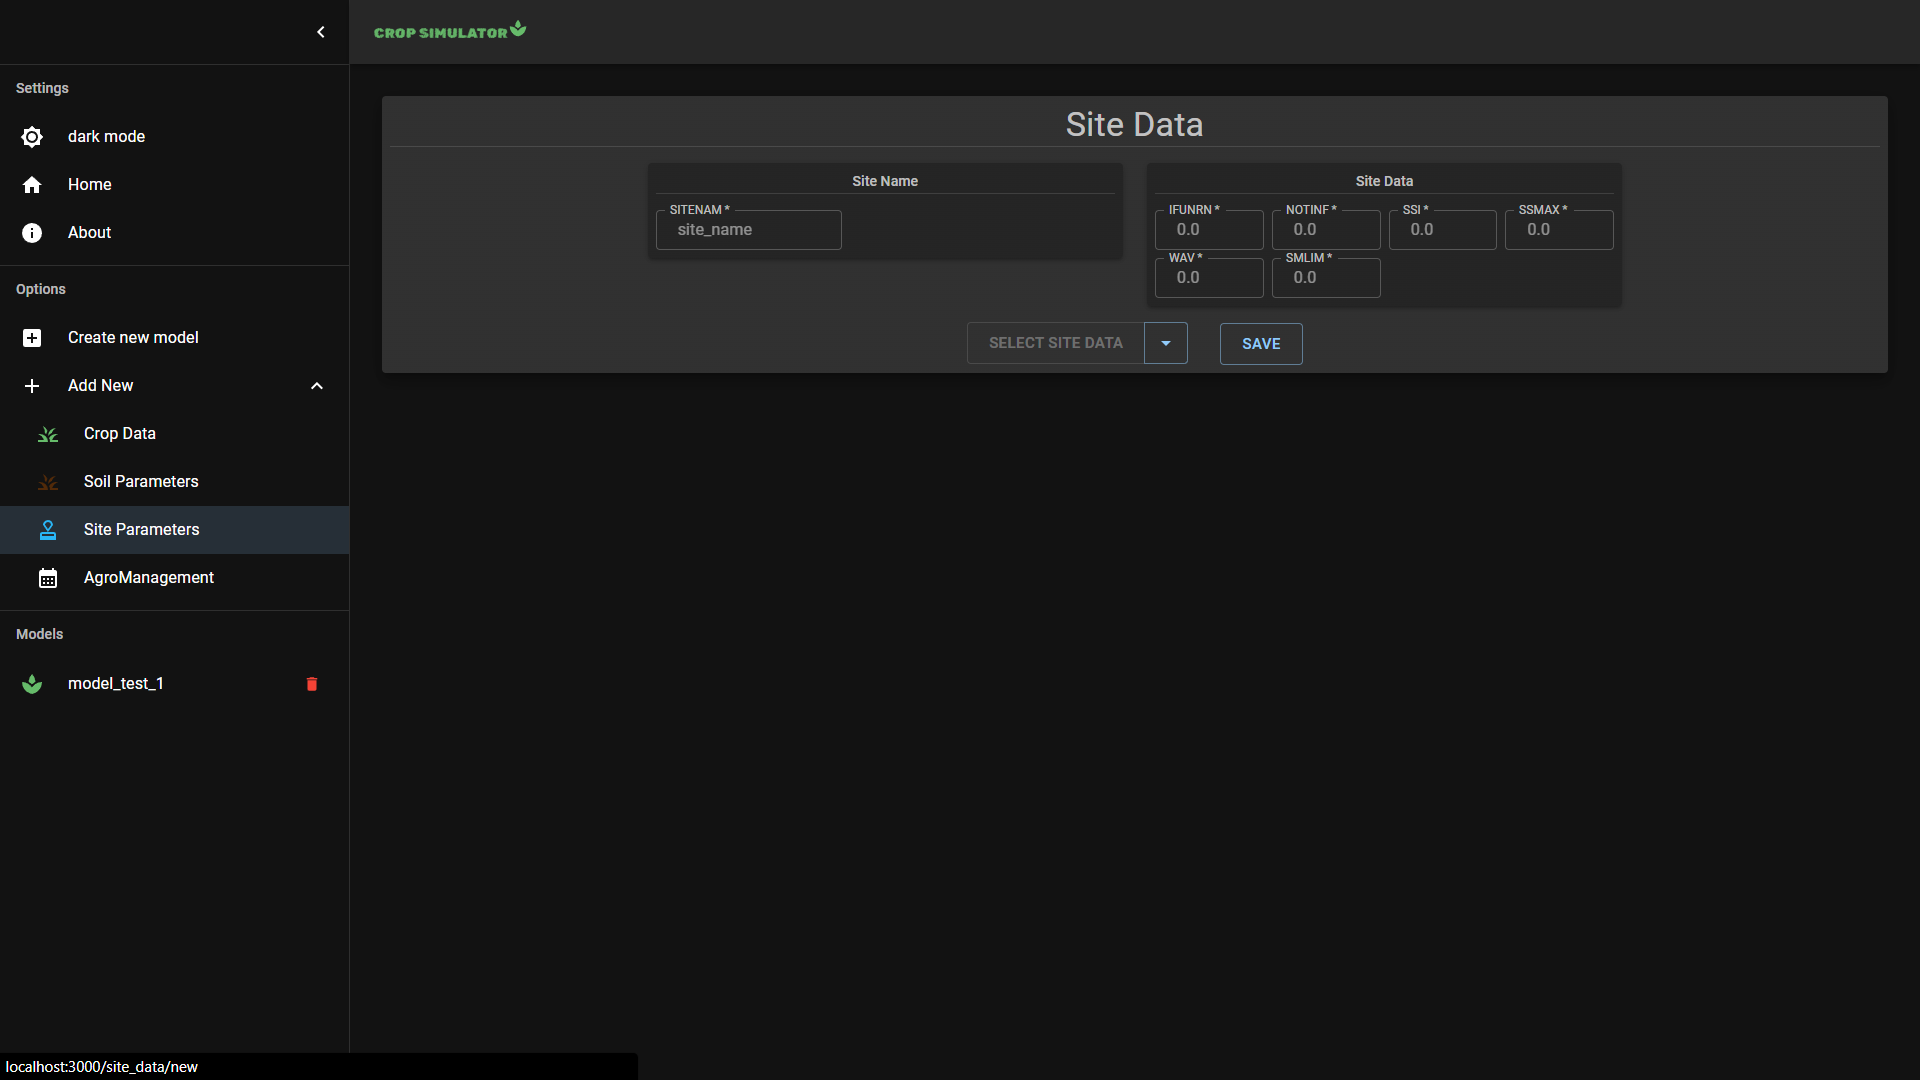 CROP SIMULATOR
Settings
dark mode
Home
About
Options
Create new model
Add New
Crop Data
Soil Parameters
Site Parameters
AgroManagement
Models
model_test_1
Site Data
Site Name
SITENAM *
site_name
Site Data
IFUNRN * NOTINF * SSI * SSMAX *
0.0 0.0 0.0 0.0
WAV * SMLIM *
0.0 0.0
SELECT SITE DATA SAVE
localhost:3000/site_data/new